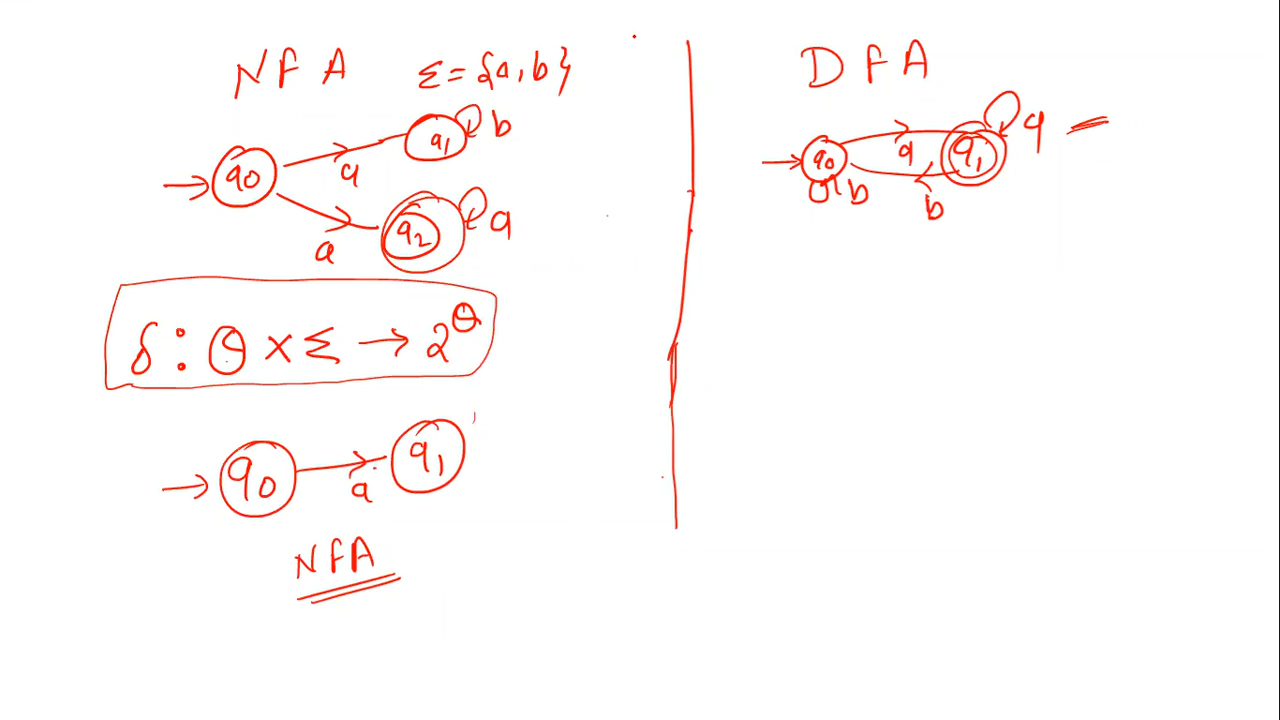 NFA Σ = {a, b}
q1 b
q0 a
a q2 a
δ : Q × Σ → 2^Q
q0 a q1
NFA
DFA
q0 a q1 a
b b